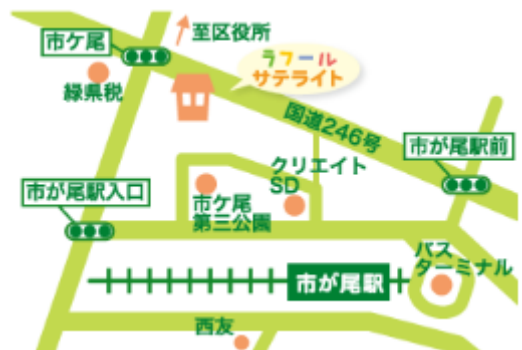 至区役所
市ケ尾
ラフール
サテライト
緑県税
国道246号
市が尾駅前
クリエイト
SD
市が尾駅入口
市ケ尾
第三公園
バス
ターミナル
市が尾駅
西友